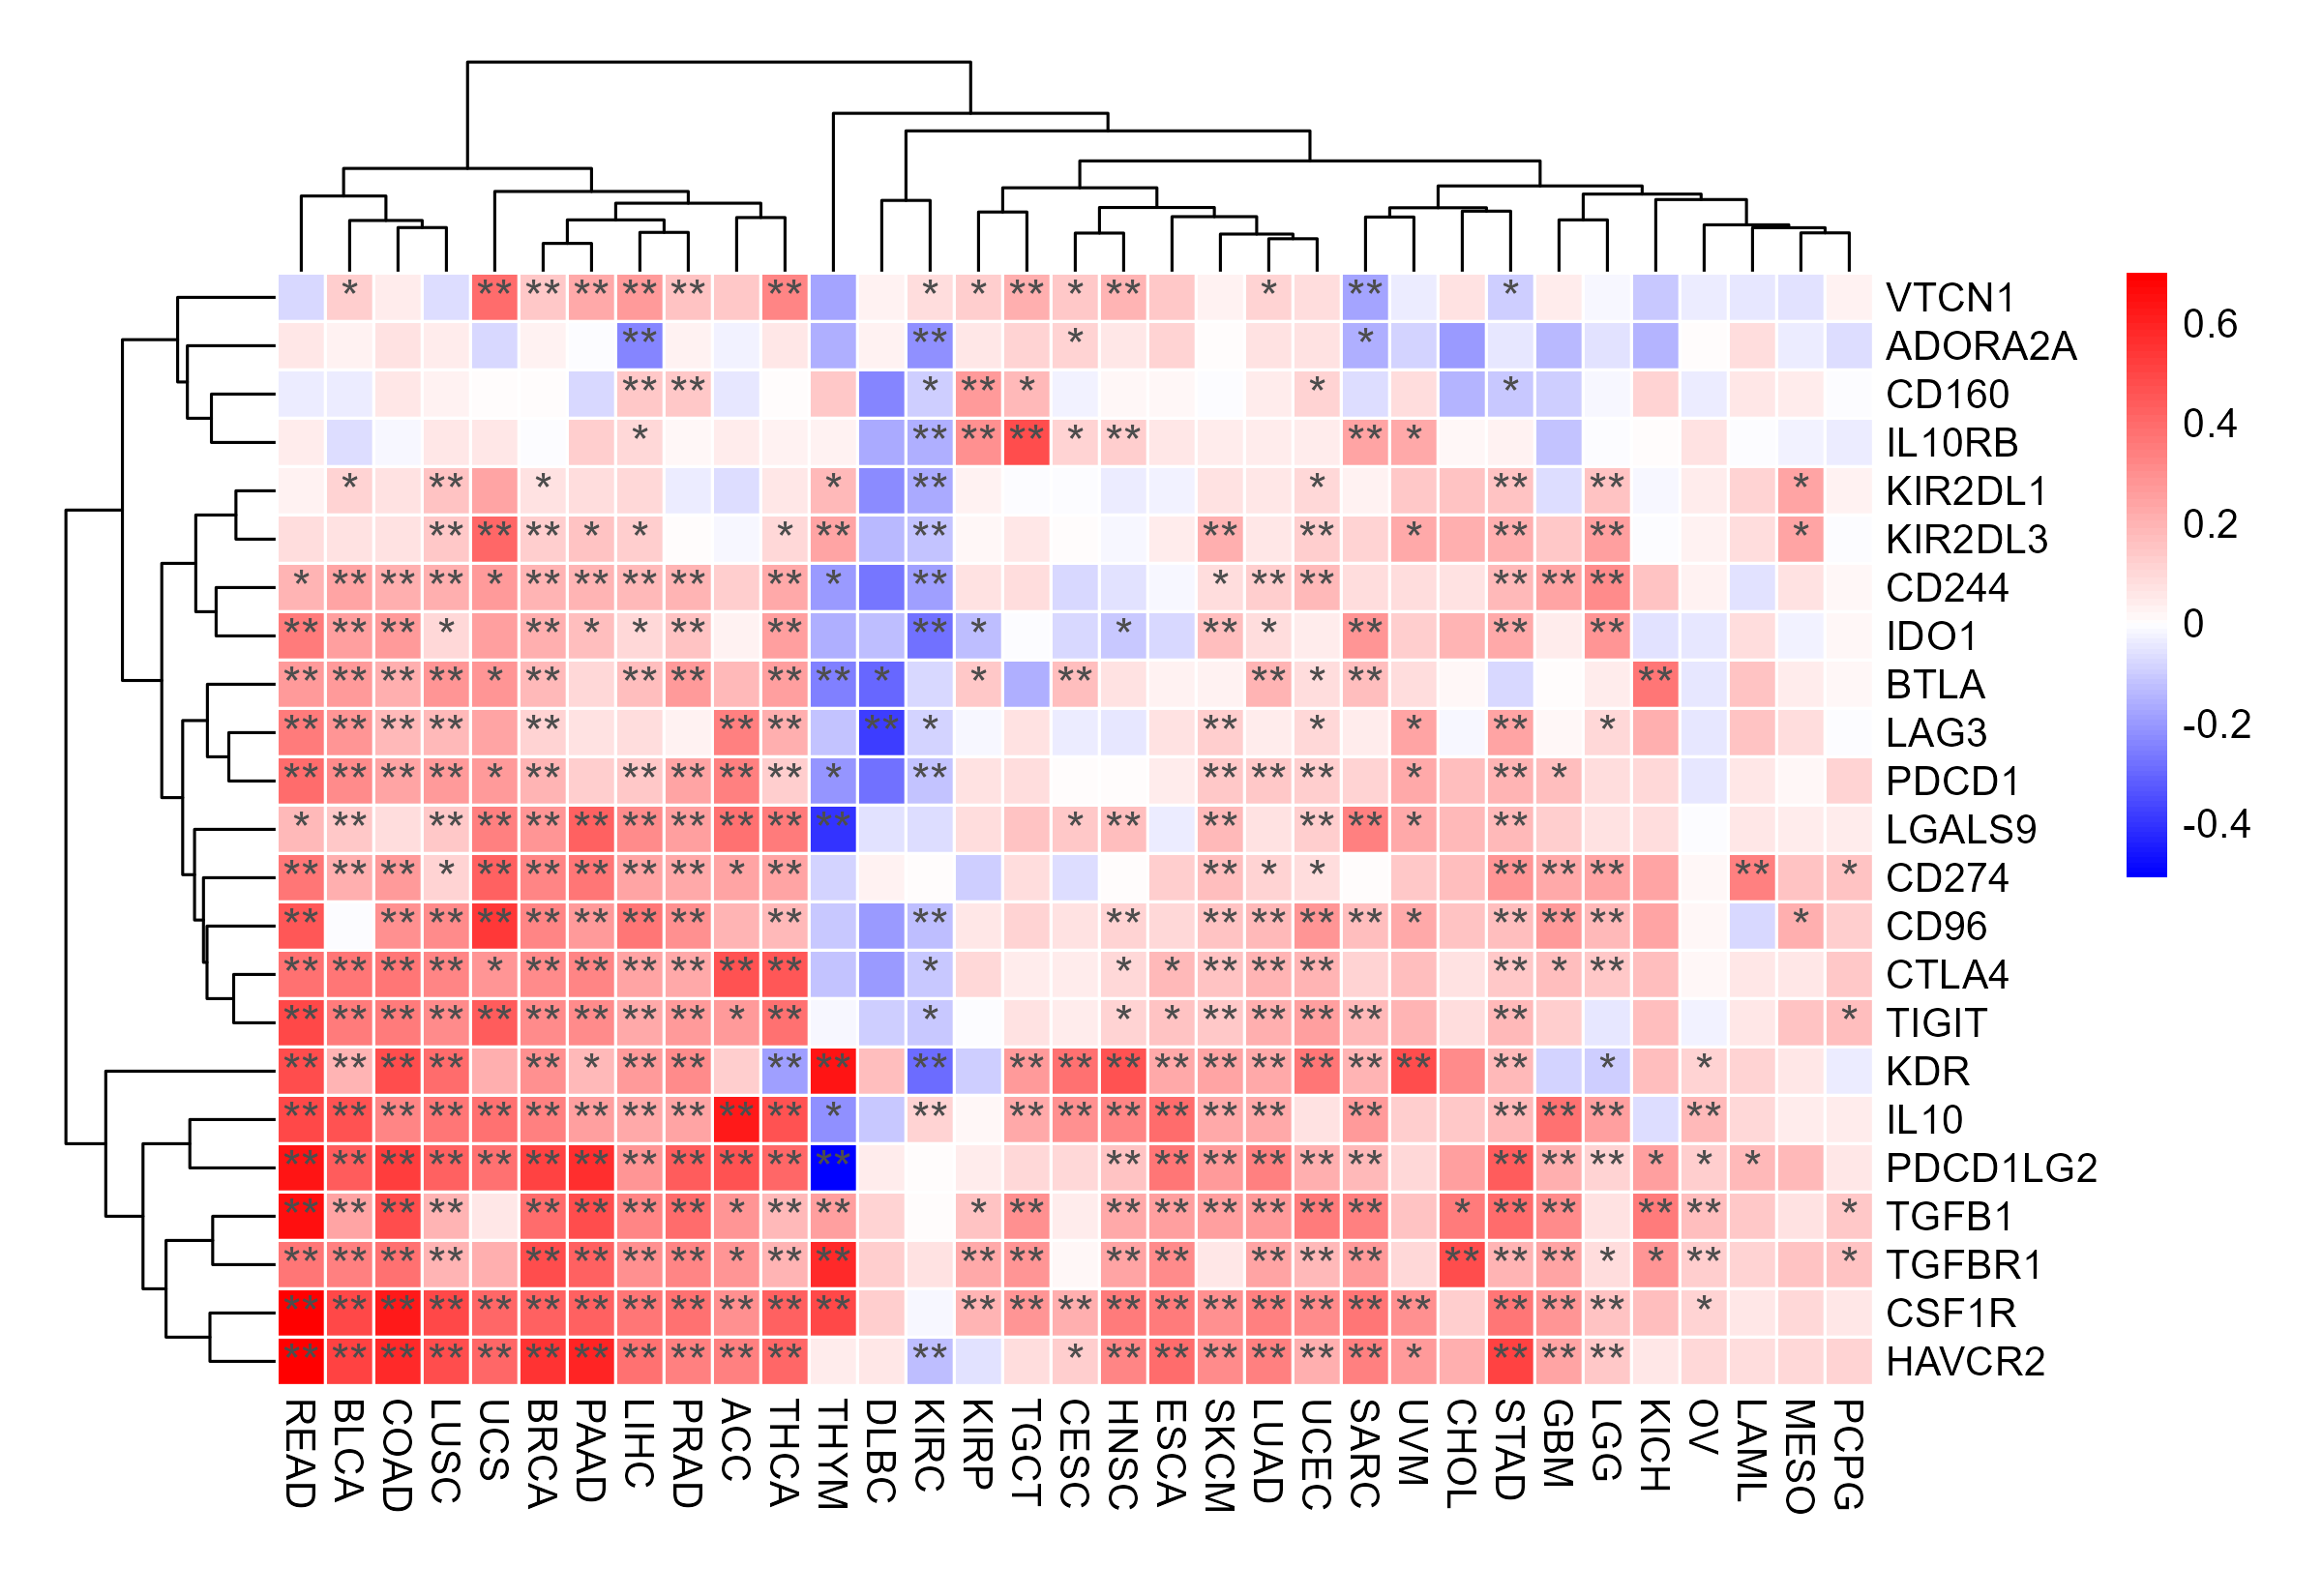 * ** ** ** ** ** ** * * ** * ** * ** * VTCN1
** ** * * ADORA2A
** ** * ** * * * CD160
* ** ** ** * ** ** * IL10RB
* ** * * ** * ** ** * KIR2DL1
** ** ** * * * ** ** ** ** * ** ** * KIR2DL3
* ** ** ** * ** ** ** ** ** * ** * ** ** ** ** ** CD244
** ** ** * ** * * ** ** ** * * ** * ** ** ** IDO1
** ** ** ** * ** ** ** ** ** * * ** ** * ** ** BTLA
** ** ** ** ** ** ** ** * ** * * ** * LAG3
** ** ** ** * ** ** ** ** ** * ** ** ** ** * ** * PDCD1
* ** ** ** ** ** ** ** ** ** ** * ** ** ** ** * ** LGALS9
** ** ** * ** ** ** ** ** * ** ** * * ** ** ** ** * CD274
** ** ** ** ** ** ** ** ** ** ** ** ** ** ** * ** ** ** * CD96
** ** ** ** * ** ** ** ** ** ** * * * ** ** ** ** * ** CTLA4
** ** ** ** ** ** ** ** ** * ** * * * ** ** ** ** ** * TIGIT
** ** ** ** ** * ** ** ** ** ** ** ** ** ** ** ** ** ** ** ** * * KDR
** ** ** ** ** ** ** ** ** ** ** * ** ** ** ** ** ** ** ** ** ** ** ** IL10
** ** ** ** ** ** ** ** ** ** ** ** ** ** ** ** ** ** ** ** ** * * * PDCD1LG2
** ** ** ** ** ** ** ** * ** ** * ** ** ** ** ** ** ** * ** ** ** ** * TGFB1
** ** ** ** ** ** ** ** * ** ** ** ** ** ** ** ** ** ** ** ** * * ** * TGFBR1
** ** ** ** ** ** ** ** ** ** ** ** ** ** ** ** ** ** ** ** ** ** ** ** ** * CSF1R
** ** ** ** ** ** ** ** ** ** ** ** * ** ** ** ** ** ** * ** ** ** HAVCR2
READ
BLCA
COAD
LUSC
UCS
BRCA
PAAD
LIHC
PRAD
ACC
THCA
THYM
DLBC
KIRC
KIRP
TGCT
CESC
HNSC
ESCA
SKCM
LUAD
UCEC
SARC
UVM
CHOL
STAD
GBM
LGG
KICH
OV
LAML
MESO
PCPG
0.6
0.4
0.2
0
-0.2
-0.4